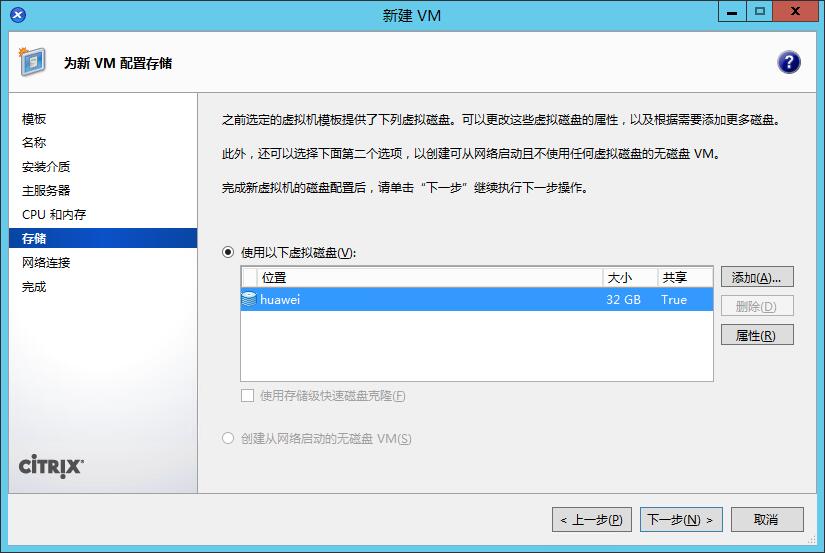 新建 VM
为新 VM 配置存储
?
模板
名称
安装介质
主服务器
CPU 和内存
存储
网络连接
完成
CITRIX
之前选定的虚拟机模板提供了下列虚拟磁盘。可以更改这些虚拟磁盘的属性，以及根据需要添加更多磁盘。
此外，还可以选择下面第二个选项，以创建可从网络启动且不使用任何虚拟磁盘的无磁盘 VM。
完成新虚拟机的磁盘配置后，请单击“下一步”继续执行下一步操作。
使用以下虚拟磁盘(V):
位置 大小 共享
huawei 32 GB True
添加(A)...
删除(D)
属性(R)
使用存储级快速磁盘克隆(F)
创建从网络启动的无磁盘 VM(S)
< 上一步(P) 下一步(N) > 取消